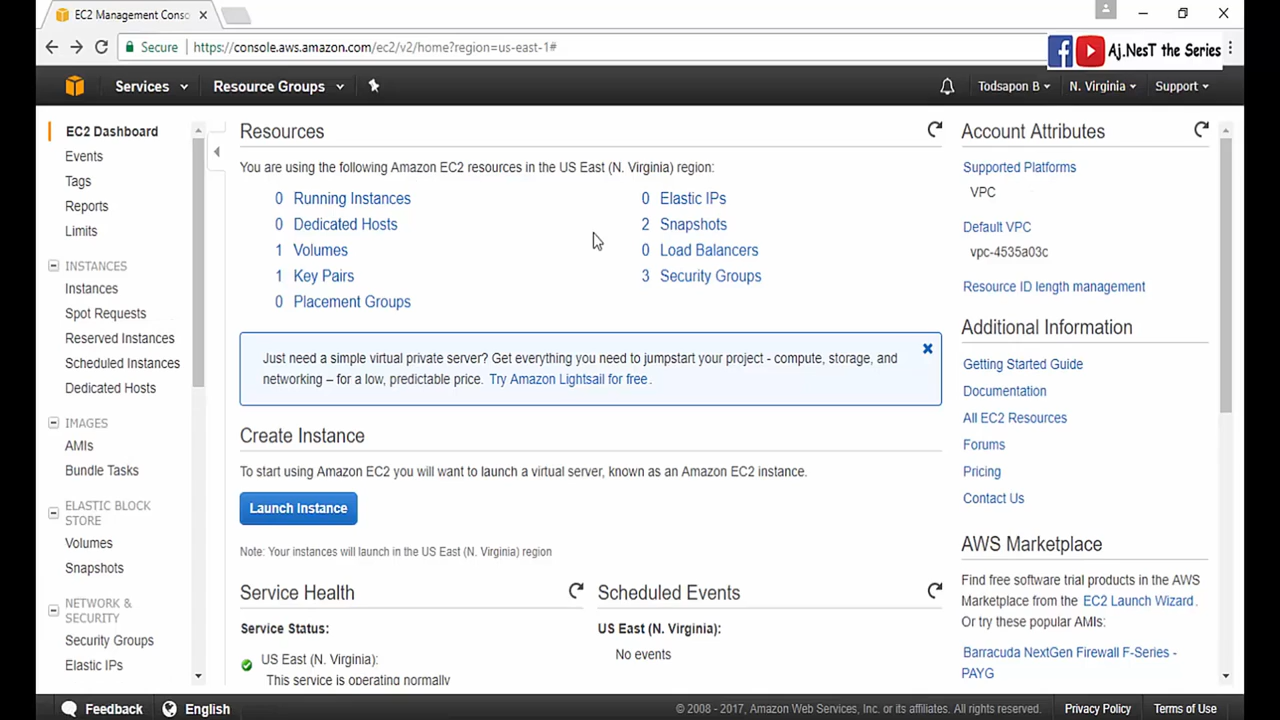 EC2 Management Conso
Secure https://console.aws.amazon.com/ec2/v2/home?region=us-east-1#
Aj.NesT the Series
Services Resource Groups Todsapon B N. Virginia Support
EC2 Dashboard
Events
Tags
Reports
Limits
INSTANCES
Instances
Spot Requests
Reserved Instances
Scheduled Instances
Dedicated Hosts
IMAGES
AMIs
Bundle Tasks
ELASTIC BLOCK
STORE
Volumes
Snapshots
NETWORK &
SECURITY
Security Groups
Elastic IPs
Resources
You are using the following Amazon EC2 resources in the US East (N. Virginia) region:
0 Running Instances 0 Elastic IPs
0 Dedicated Hosts 2 Snapshots
1 Volumes 0 Load Balancers
1 Key Pairs 3 Security Groups
0 Placement Groups
Just need a simple virtual private server? Get everything you need to jumpstart your project - compute, storage, and
networking – for a low, predictable price. Try Amazon Lightsail for free.
Create Instance
To start using Amazon EC2 you will want to launch a virtual server, known as an Amazon EC2 instance.
Launch Instance
Note: Your instances will launch in the US East (N. Virginia) region
Service Health
Service Status:
US East (N. Virginia):
This service is operating normally
Scheduled Events
US East (N. Virginia):
No events
Account Attributes
Supported Platforms
VPC
Default VPC
vpc-4535a03c
Resource ID length management
Additional Information
Getting Started Guide
Documentation
All EC2 Resources
Forums
Pricing
Contact Us
AWS Marketplace
Find free software trial products in the AWS
Marketplace from the EC2 Launch Wizard.
Or try these popular AMIs:
Barracuda NextGen Firewall F-Series -
PAYG
Feedback English © 2008 - 2017, Amazon Web Services, Inc. or its affiliates. All rights reserved. Privacy Policy Terms of Use